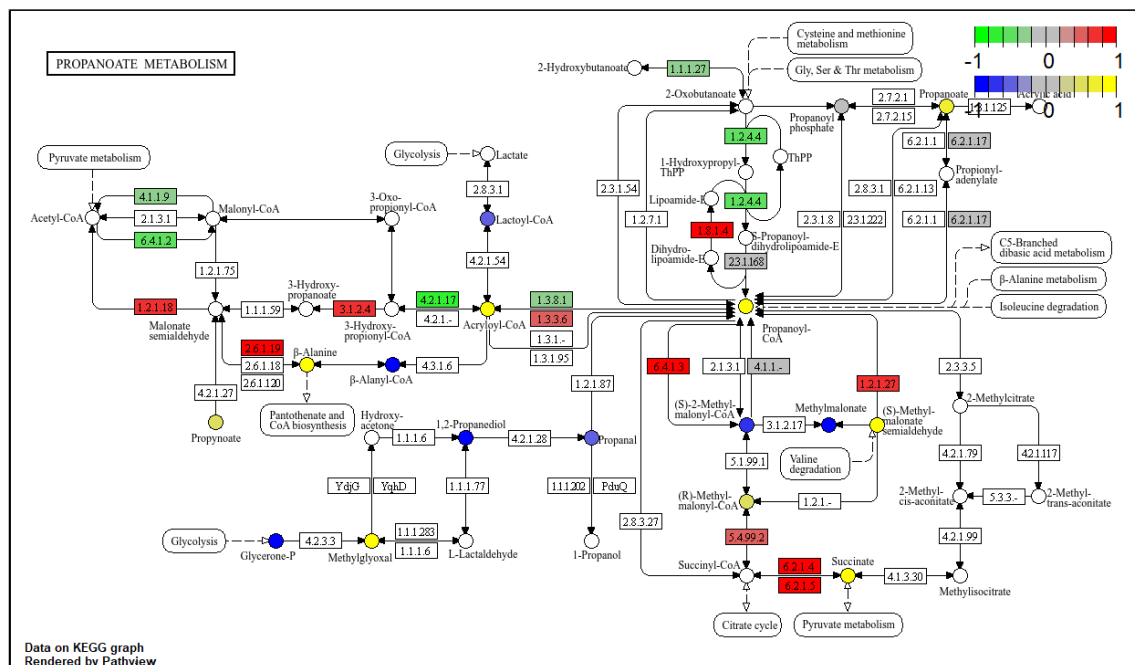 PROPANOATE METABOLISM
Cysteine and methionine
metabolism
Gly, Ser & Thr metabolism
-1 0 1
-1 0 1
2-Hydroxybutanoate
1.1.1.27
2-Oxobutanoate
Propanoyl
phosphate
2.7.2.1
2.7.2.15
Propanoate
1.3.1.125
Acrylic acid
1.2.4.4
ThPP
1-Hydroxypropyl-
ThPP
6.2.1.1
6.2.1.17
Propionyl-
adenylate
2.3.1.54
2.8.3.1
6.2.1.13
Lipoamide-E
1.2.4.4
1.2.7.1
2.3.1.8
2.3.1.222
6.2.1.1
6.2.1.17
1.8.1.4
S-Propanoyl-
dihydrolipoamide-E
Dihydro-
lipoamide-E
2.3.1.168
C5-Branched
dibasic acid metabolism
β-Alanine metabolism
Isoleucine degradation
Propanoyl-
CoA
Pyruvate metabolism
Glycolysis
Lactate
2.8.3.1
Lactoyl-CoA
4.2.1.54
4.1.1.9
Acetyl-CoA
2.1.3.1
Malonyl-CoA
6.4.1.2
3-Oxo-
propionyl-CoA
1.2.1.75
1.2.1.18
Malonate
semialdehyde
1.1.1.59
3-Hydroxy-
propanoate
3.1.2.4
3-Hydroxy-
propionyl-CoA
4.2.1.17
4.2.1.-
Acryloyl-CoA
1.3.8.1
1.3.3.6
1.3.1.-
1.3.1.95
2.6.1.19
2.6.1.18
2.6.1.120
β-Alanine
4.3.1.6
β-Alanyl-CoA
4.2.1.27
Propynoate
Pantothenate and
CoA biosynthesis
1.2.1.87
6.4.1.3
2.1.3.1
4.1.1.-
1.2.1.27
2.3.3.5
(S)-2-Methyl-
malonyl-CoA
3.1.2.17
Methylmalonate
(S)-Methyl-
malonate
semialdehyde
2-Methylcitrate
Valine
degradation
4.2.1.79
4.2.1.117
5.1.99.1
(R)-Methyl-
malonyl-CoA
1.2.1.-
2-Methyl-
cis-aconitate
5.3.3.-
2-Methyl-
trans-aconitate
2.8.3.27
5.4.99.2
4.2.1.99
Succinyl-CoA
6.2.1.4
6.2.1.5
Succinate
4.1.3.30
Methylisocitrate
Citrate cycle
Pyruvate metabolism
Hydroxy-
acetone
1.1.1.6
1,2-Propanediol
4.2.1.28
Propanal
YdjG
YqhD
1.1.1.77
1.1.1.202
PduQ
Glycolysis
Glycerone-P
4.2.3.3
Methylglyoxal
1.1.1.283
1.1.1.6
L-Lactaldehyde
1-Propanol
Data on KEGG graph
Rendered by Pathview